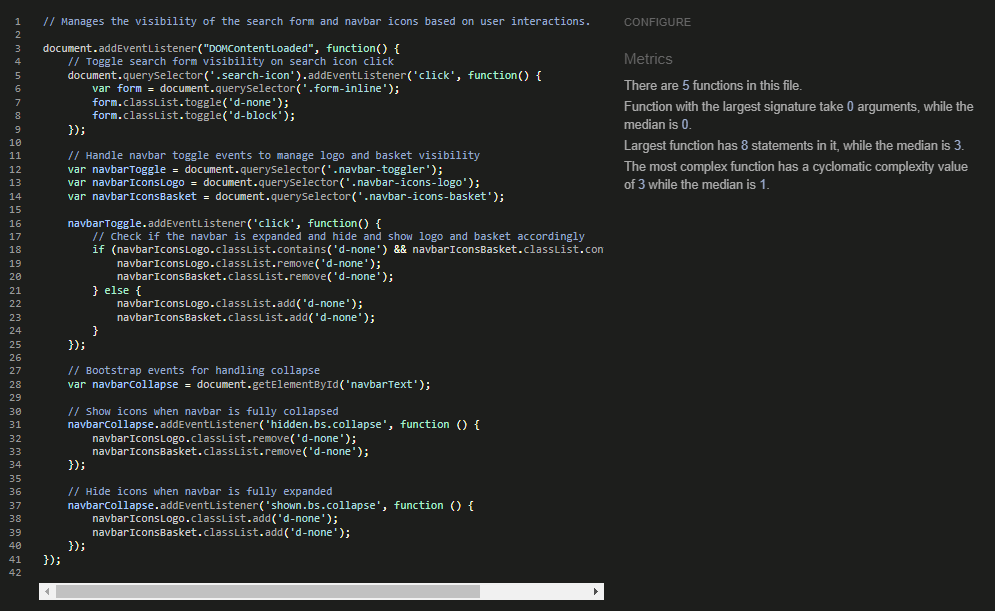 1 // Manages the visibility of the search form and navbar icons based on user interactions.
2
3 document.addEventListener("DOMContentLoaded", function() {
4     // Toggle search form visibility on search icon click
5     document.querySelector('.search-icon').addEventListener('click', function() {
6         var form = document.querySelector('.form-inline');
7         form.classList.toggle('d-none');
8         form.classList.toggle('d-block');
9     });
10
11     // Handle navbar toggle events to manage logo and basket visibility
12     var navbarToggle = document.querySelector('.navbar-toggler');
13     var navbarIconsLogo = document.querySelector('.navbar-icons-logo');
14     var navbarIconsBasket = document.querySelector('.navbar-icons-basket');
15
16     navbarToggle.addEventListener('click', function() {
17         // Check if the navbar is expanded and hide and show logo and basket accordingly
18         if (navbarIconsLogo.classList.contains('d-none') && navbarIconsBasket.classList.con
19             navbarIconsLogo.classList.remove('d-none');
20             navbarIconsBasket.classList.remove('d-none');
21         } else {
22             navbarIconsLogo.classList.add('d-none');
23             navbarIconsBasket.classList.add('d-none');
24         }
25     });
26
27     // Bootstrap events for handling collapse
28     var navbarCollapse = document.getElementById('navbarText');
29
30     // Show icons when navbar is fully collapsed
31     navbarCollapse.addEventListener('hidden.bs.collapse', function () {
32         navbarIconsLogo.classList.remove('d-none');
33         navbarIconsBasket.classList.remove('d-none');
34     });
35
36     // Hide icons when navbar is fully expanded
37     navbarCollapse.addEventListener('shown.bs.collapse', function () {
38         navbarIconsLogo.classList.add('d-none');
39         navbarIconsBasket.classList.add('d-none');
40     });
41 });
42
CONFIGURE
Metrics
There are 5 functions in this file.
Function with the largest signature take 0 arguments, while the
median is 0.
Largest function has 8 statements in it, while the median is 3.
The most complex function has a cyclomatic complexity value
of 3 while the median is 1.